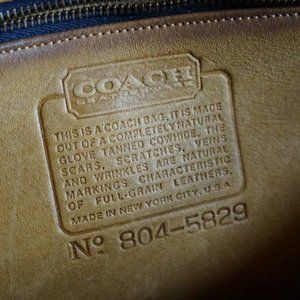 COACH
THIS IS A COACH BAG. IT IS MADE
OUT OF A COMPLETELY NATURAL
GLOVE TANNED COWHIDE. THE
SCARS, SCRATCHES, VEINS
AND WRINKLES ARE NATURAL
MARKINGS CHARACTERISTIC
OF FULL-GRAIN LEATHERS.
MADE IN NEW YORK CITY, U.S.A.
Nº 804-5829